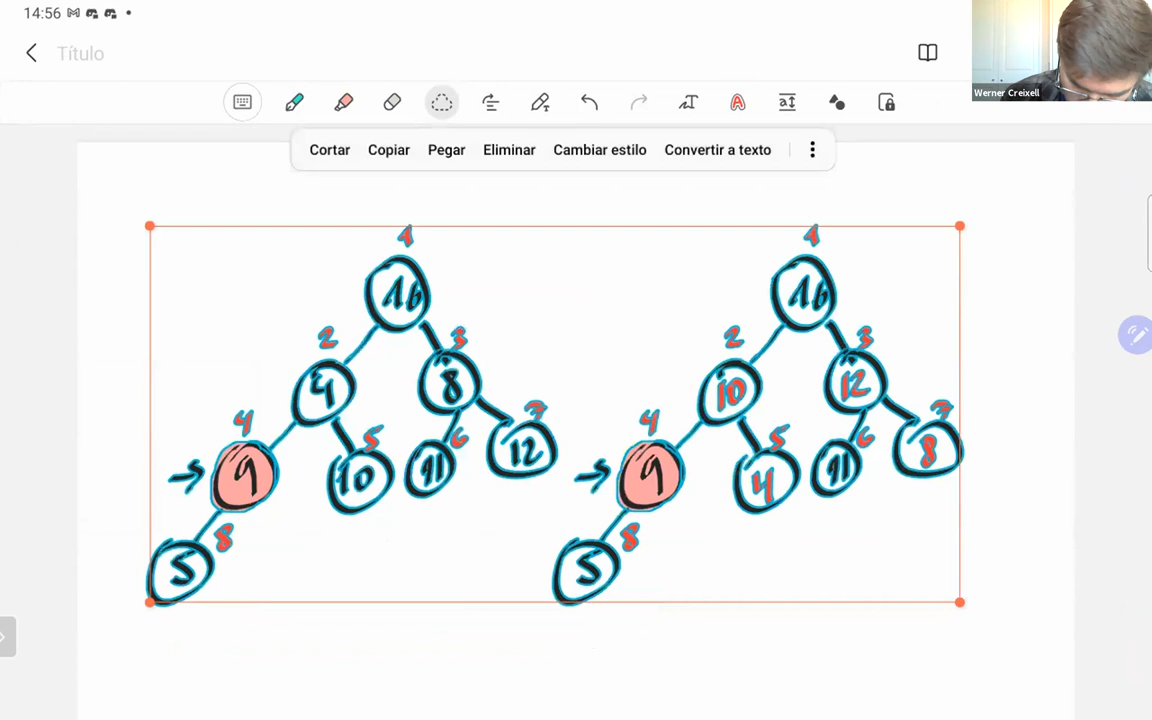 14:56
Título
Werner Creixell
Cortar Copiar Pegar Eliminar Cambiar estilo Convertir a texto
1 1
16 16
2 3 2 3
4 8 10 12
4 5 6 7 4 5 6 7
→ 9 10 11 12 → 9 4 11 8
8 8
5 5